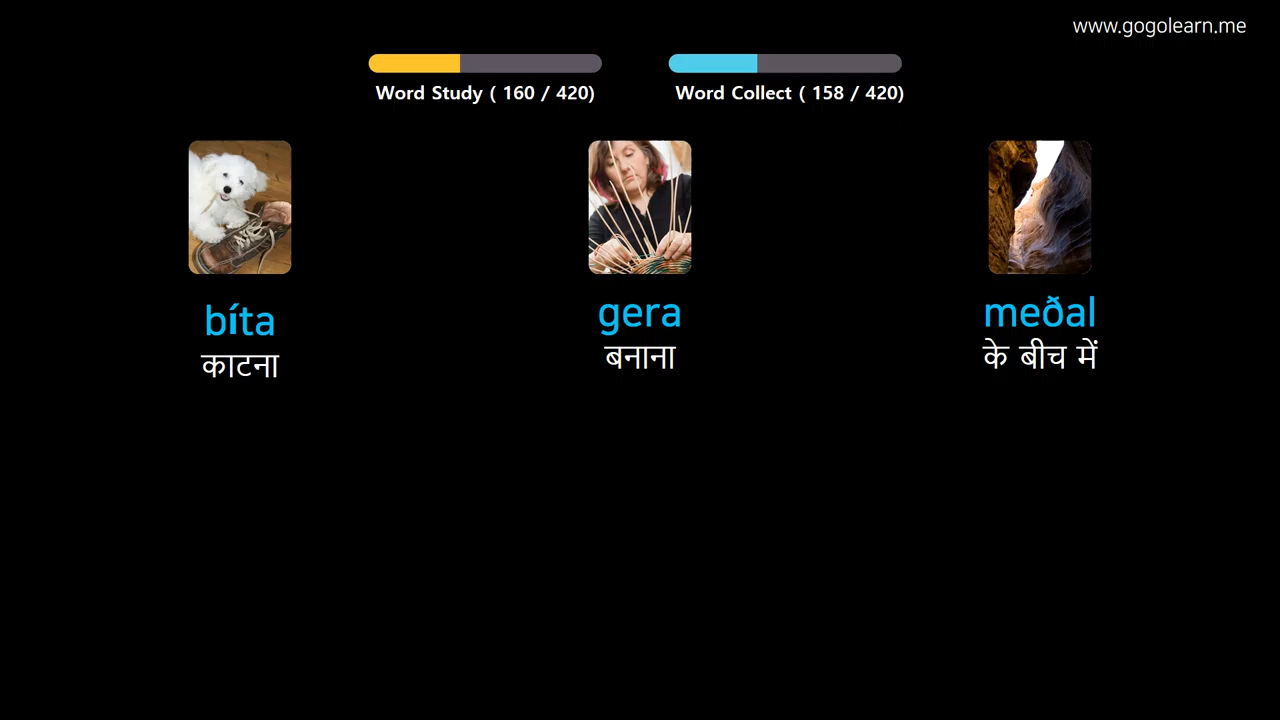 www.gogolearn.me
Word Study ( 160 / 420)
Word Collect ( 158 / 420)
bíta
काटना
gera
बनाना
meðal
के बीच में